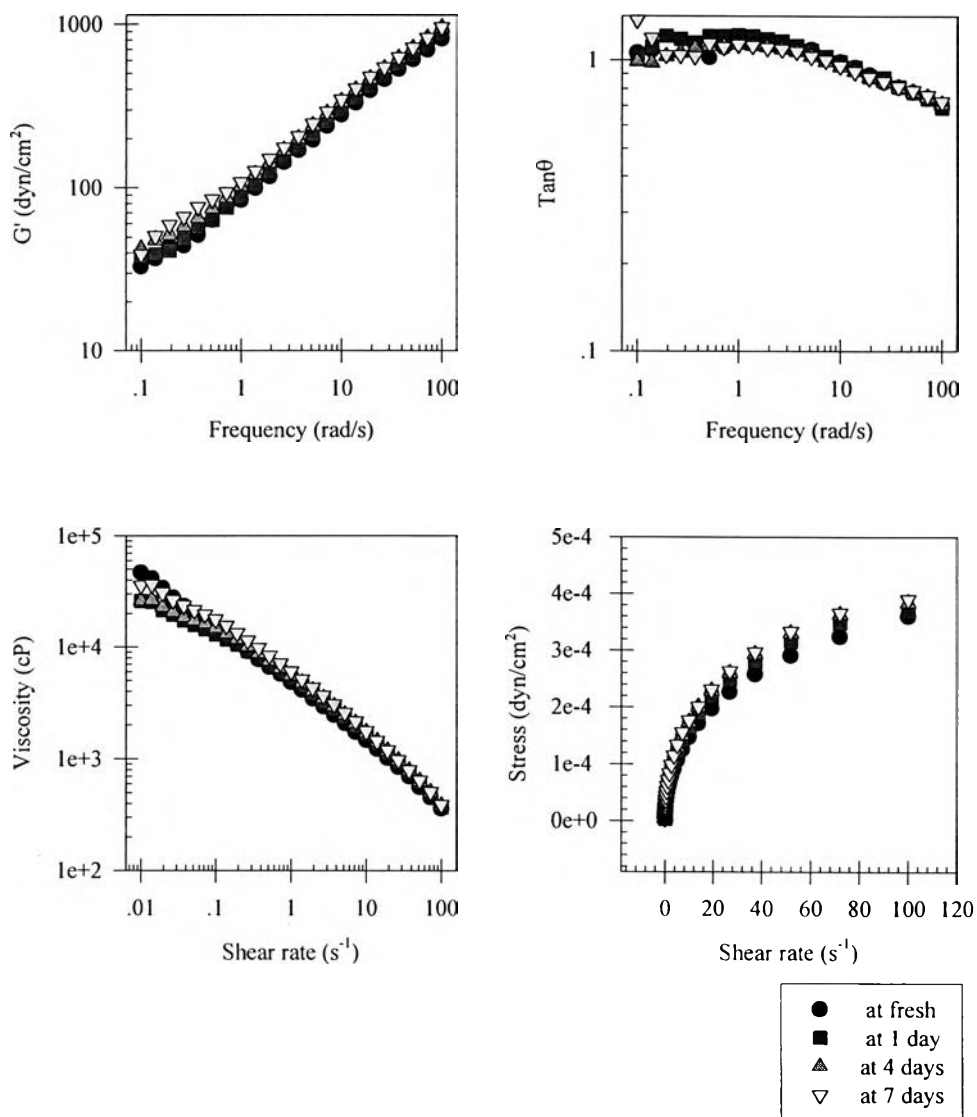 1000
100
10
G' (dyn/cm²)
.1 1 10 100
Frequency (rad/s)
1
.1
Tanθ
.1 1 10 100
Frequency (rad/s)
1e+5
1e+4
1e+3
1e+2
Viscosity (cP)
.01 .1 1 10 100
Shear rate (s⁻¹)
5e-4
4e-4
3e-4
2e-4
1e-4
0e+0
Stress (dyn/cm²)
0 20 40 60 80 100 120
Shear rate (s⁻¹)
at fresh
at 1 day
at 4 days
at 7 days